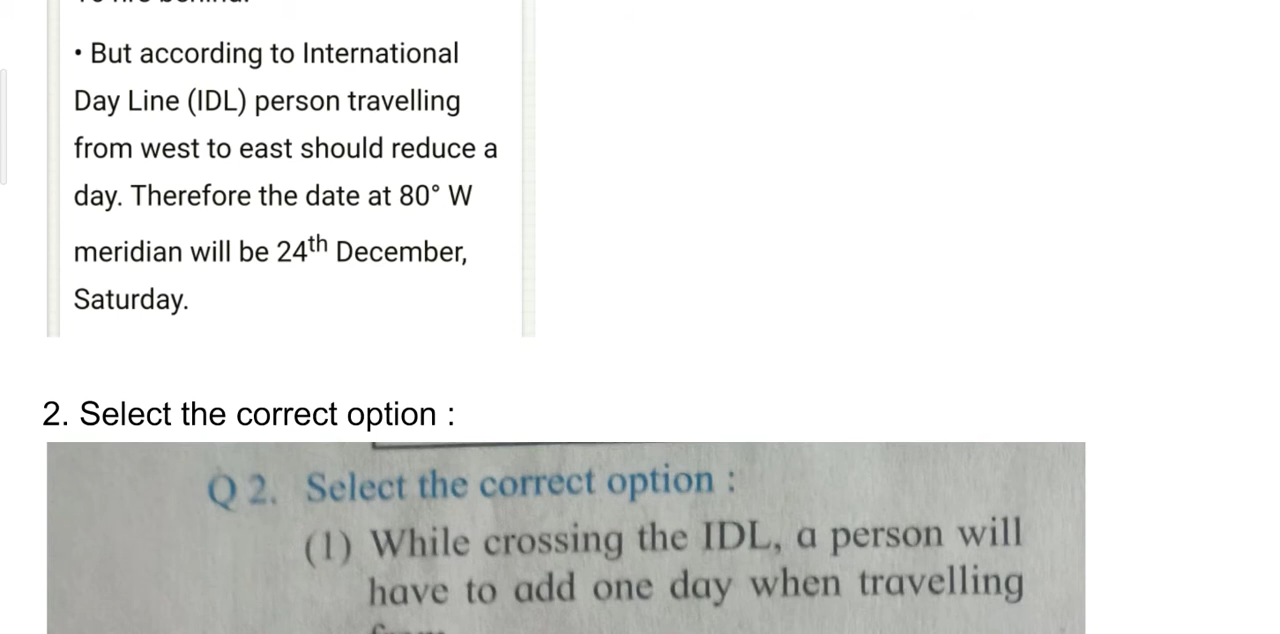 • But according to International
Day Line (IDL) person travelling
from west to east should reduce a
day. Therefore the date at 80° W
meridian will be 24th December,
Saturday.
2. Select the correct option :
Q 2. Select the correct option :
(1) While crossing the IDL, a person will
have to add one day when travelling